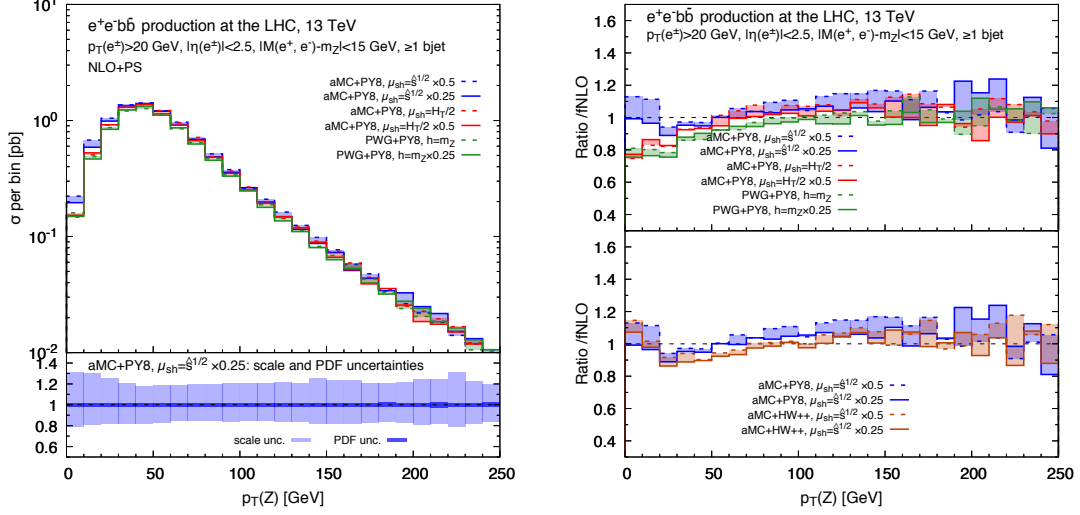 e⁺e⁻bb̄ production at the LHC, 13 TeV
p_T(e^±)>20 GeV, |η(e^±)|<2.5, |M(e⁺, e⁻)-m_Z|<15 GeV, ≥1 bjet
NLO+PS
aMC+PY8, μ_sh=ŝ^1/2 ×0.5
aMC+PY8, μ_sh=ŝ^1/2 ×0.25
aMC+PY8, μ_sh=H_T/2
aMC+PY8, μ_sh=H_T/2 ×0.5
PWG+PY8, h=m_Z
PWG+PY8, h=m_Z×0.25
σ per bin [pb]
10^1
10^0
10^-1
10^-2
aMC+PY8, μ_sh=ŝ^1/2 ×0.25: scale and PDF uncertainties
1.4
1.2
1
0.8
0.6
scale unc.
PDF unc.
0 50 100 150 200 250
p_T(Z) [GeV]
e⁺e⁻bb̄ production at the LHC, 13 TeV
p_T(e^±)>20 GeV, |η(e^±)|<2.5, |M(e⁺, e⁻)-m_Z|<15 GeV, ≥1 bjet
Ratio /fNLO
1.6
1.4
1.2
1
0.8
0.6
0.4
aMC+PY8, μ_sh=ŝ^1/2 ×0.5
aMC+PY8, μ_sh=ŝ^1/2 ×0.25
aMC+PY8, μ_sh=H_T/2
aMC+PY8, μ_sh=H_T/2 ×0.5
PWG+PY8, h=m_Z
PWG+PY8, h=m_Z×0.25
Ratio /fNLO
1.6
1.4
1.2
1
0.8
0.6
0.4
aMC+PY8, μ_sh=ŝ^1/2 ×0.5
aMC+PY8, μ_sh=ŝ^1/2 ×0.25
aMC+HW++, μ_sh=ŝ^1/2 ×0.5
aMC+HW++, μ_sh=ŝ^1/2 ×0.25
0 50 100 150 200 250
p_T(Z) [GeV]